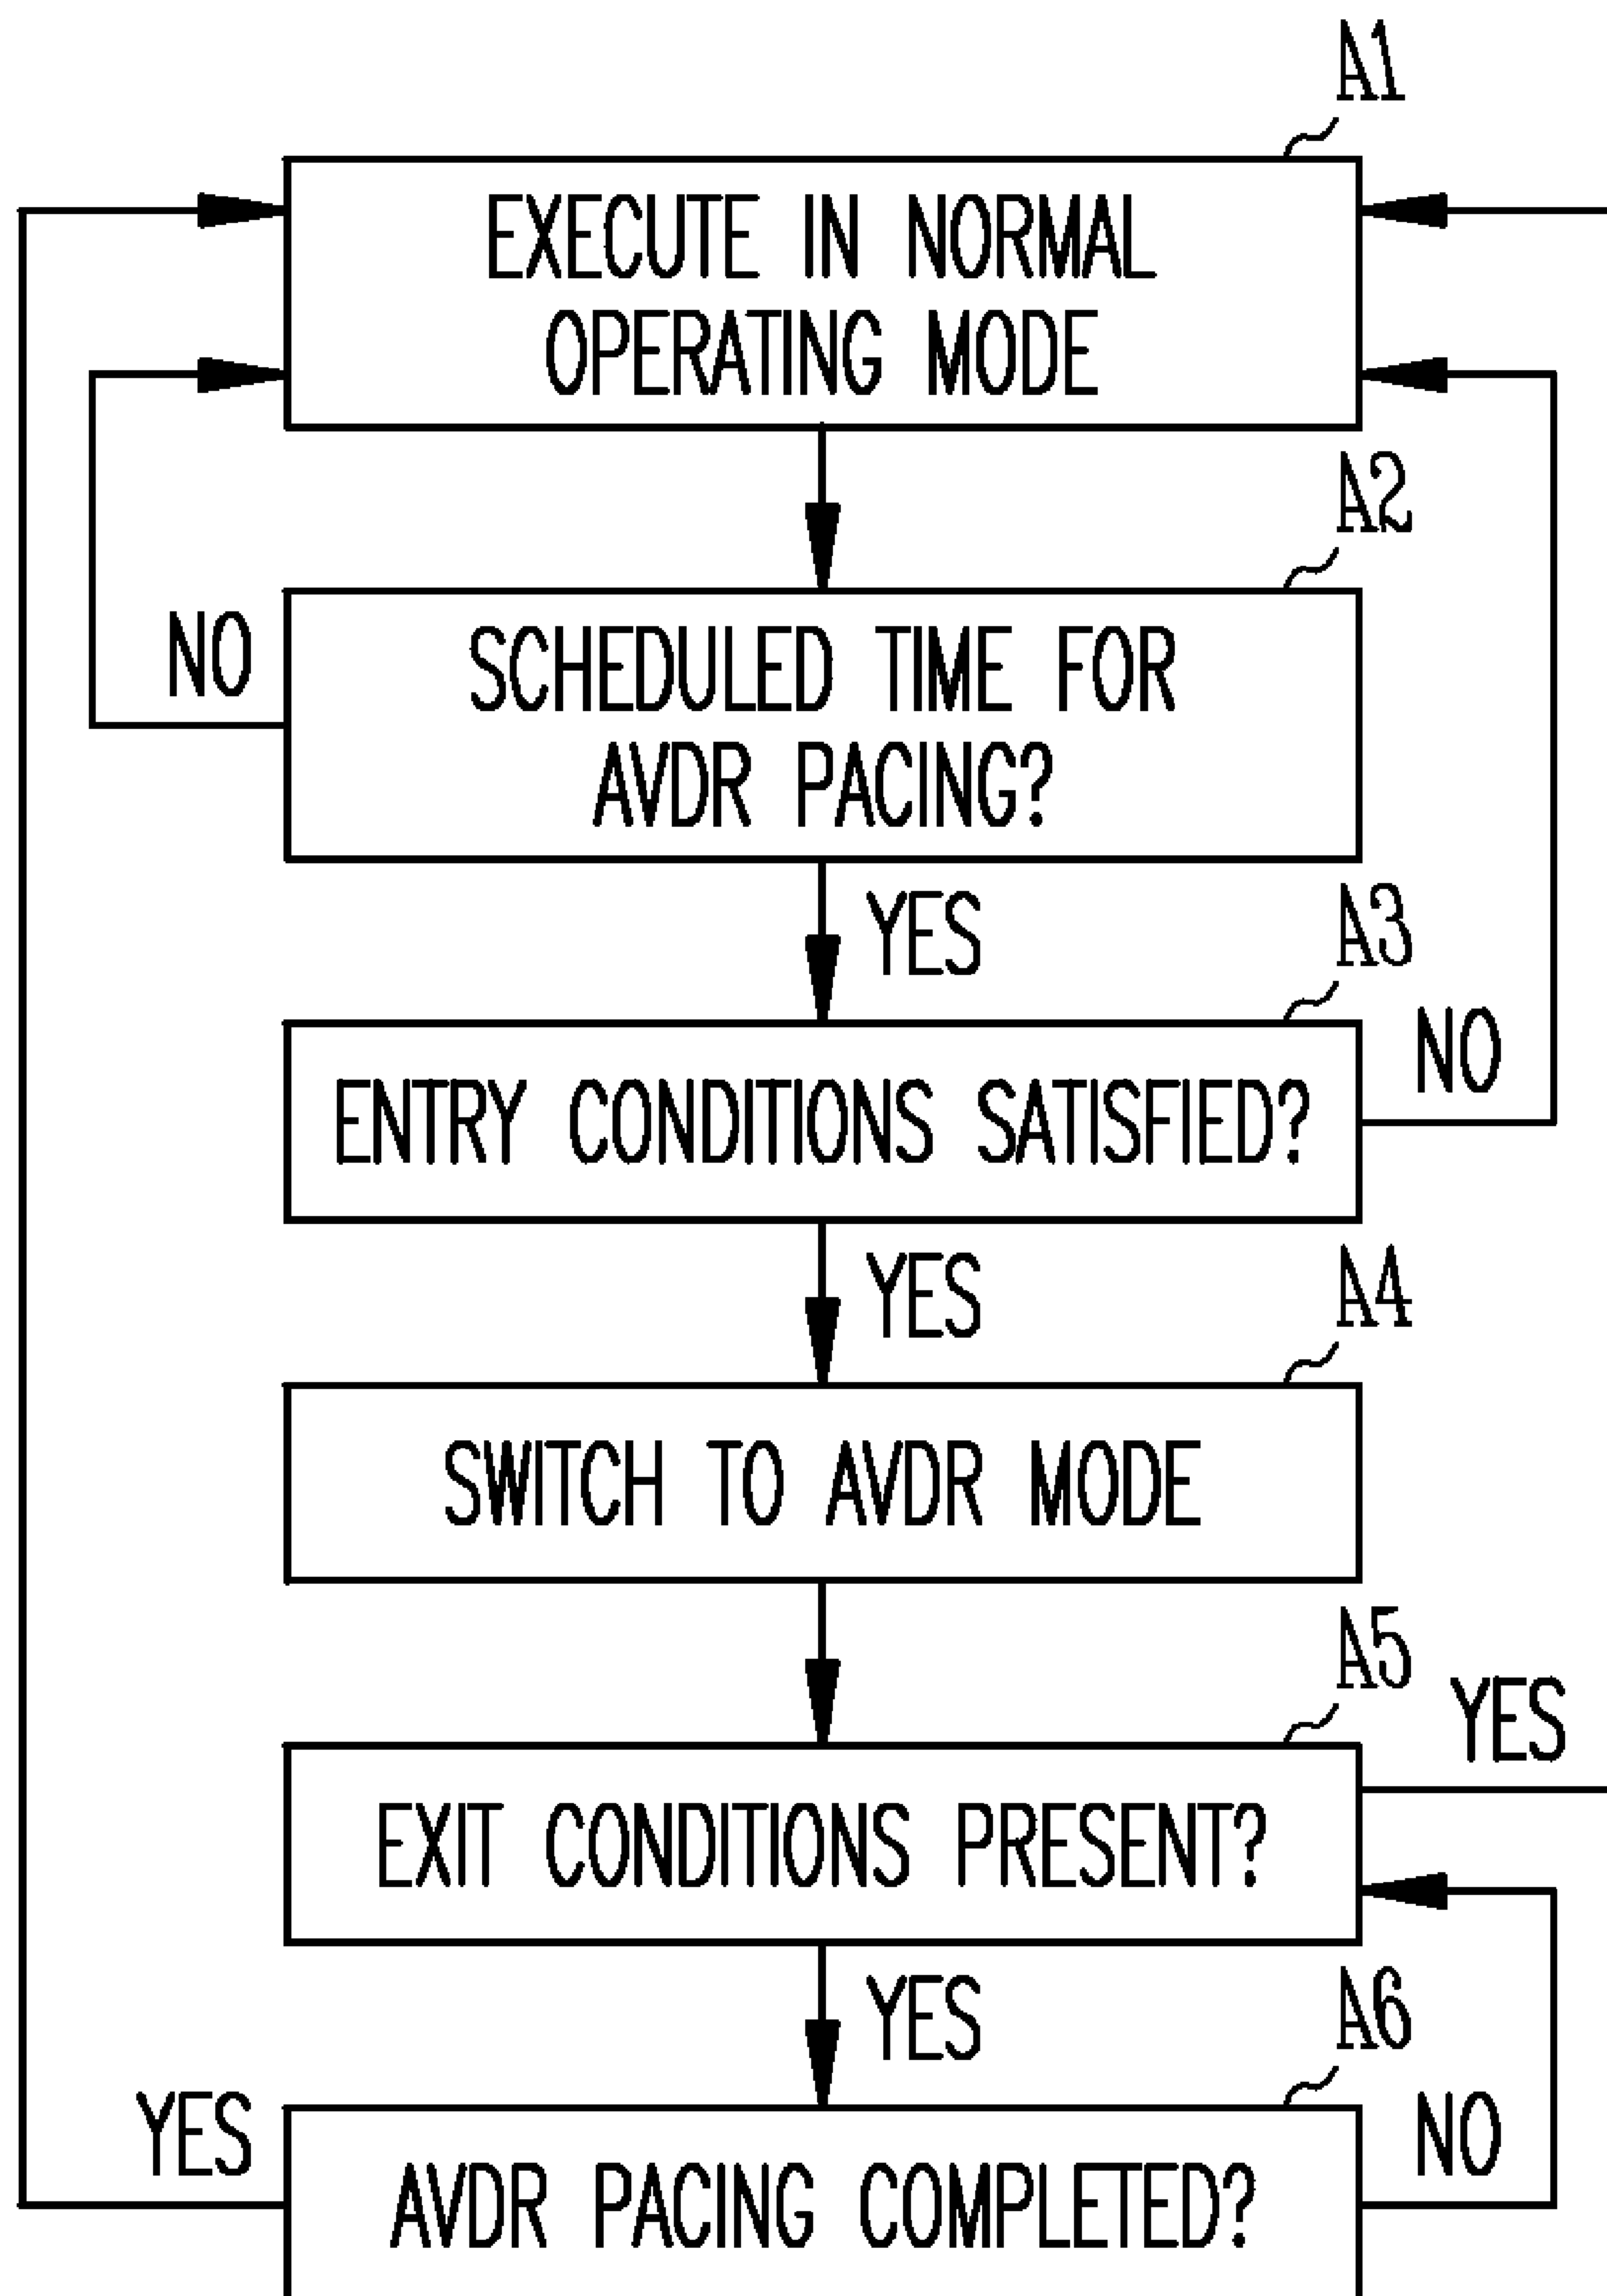 A1
EXECUTE IN NORMAL
OPERATING MODE
A2
NO
SCHEDULED TIME FOR
AVDR PACING?
YES
A3
ENTRY CONDITIONS SATISFIED?
NO
YES
A4
SWITCH TO AVDR MODE
A5
YES
EXIT CONDITIONS PRESENT?
YES
A6
YES
AVDR PACING COMPLETED?
NO